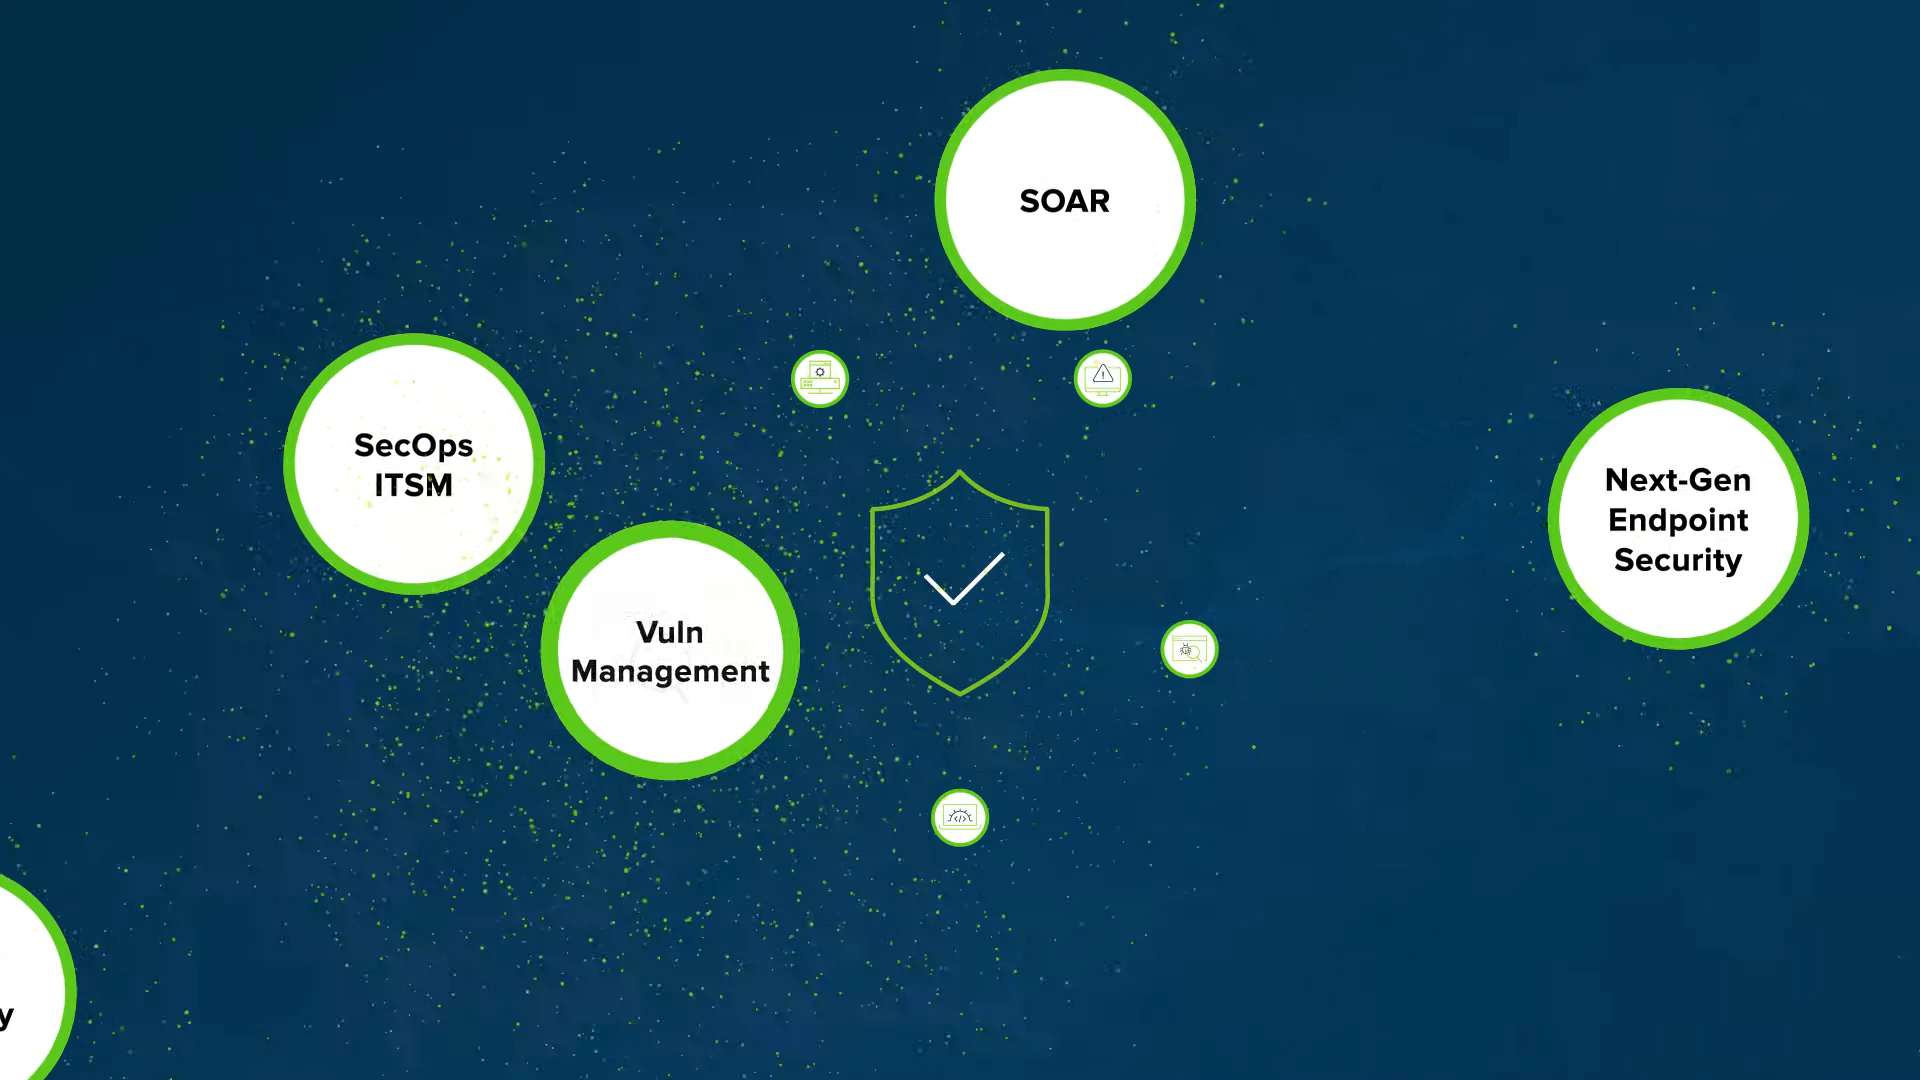 SOAR
SecOps
ITSM
Next-Gen
Endpoint
Security
Vuln
Management
y